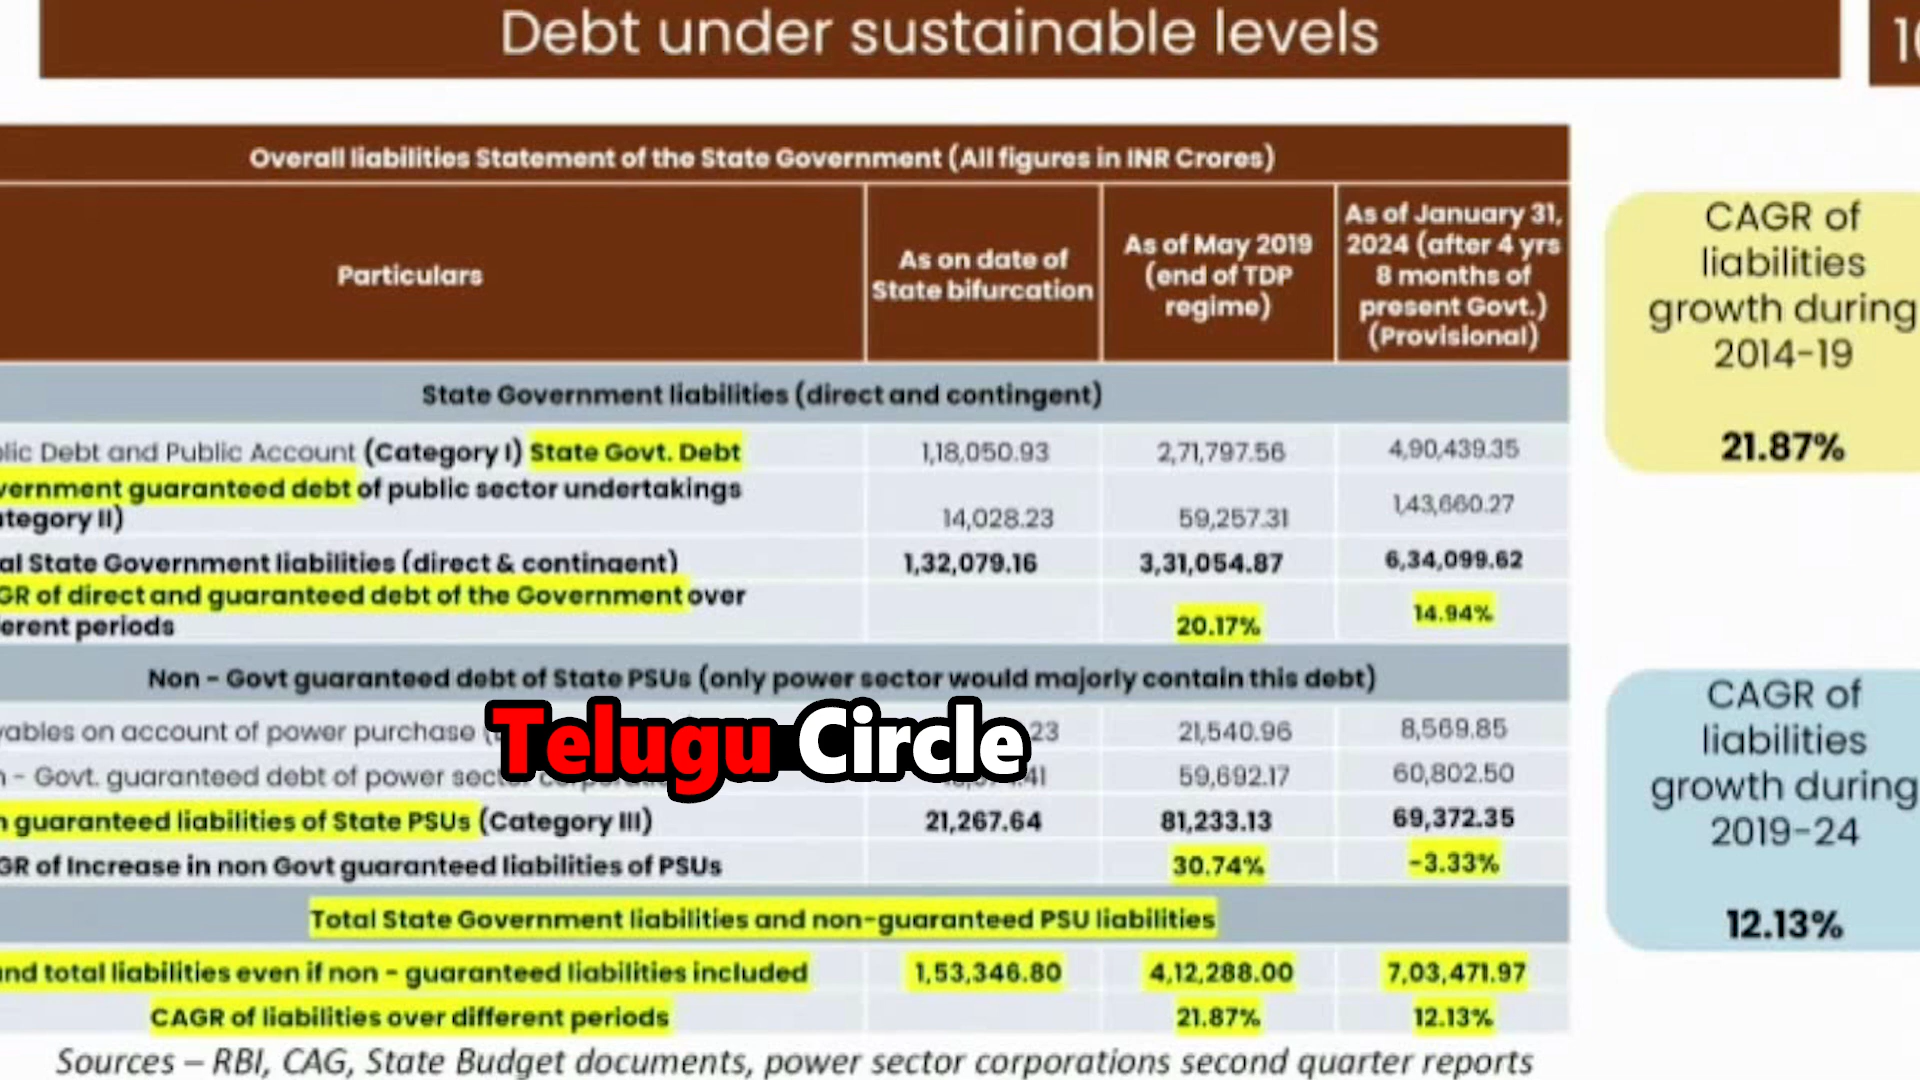 Debt under sustainable levels
Overall liabilities Statement of the State Government (All figures in INR Crores)
Particulars
As on date of
State bifurcation
As of May 2019
(end of TDP
regime)
As of January 31,
2024 (after 4 yrs
8 months of
present Govt.)
(Provisional)
State Government liabilities (direct and contingent)
Debt and Public Account (Category I) State Govt. Debt 1,18,050.93 2,71,797.56 4,90,439.35
guaranteed debt of public sector undertakings
II) 14,028.23 59,257.31 1,43,660.27
State Government liabilities (direct & contingent) 1,32,079.16 3,31,054.87 6,34,099.62
of direct and guaranteed debt of the Government over
periods 20.17% 14.94%
Non - Govt guaranteed debt of State PSUs (only power sector would majorly contain this debt)
on account of power purchase 21,540.96 8,569.85
- Govt. guaranteed debt of power 59,692.17 60,802.50
guaranteed liabilities of State PSUs (Category III) 21,267.64 81,233.13 69,372.35
of Increase in non Govt guaranteed liabilities of PSUs 30.74% -3.33%
Total State Government liabilities and non-guaranteed PSU liabilities
total liabilities even if non - guaranteed liabilities included 1,53,346.80 4,12,288.00 7,03,471.97
CAGR of liabilities over different periods 21.87% 12.13%
Sources – RBI, CAG, State Budget documents, power sector corporations second quarter reports
CAGR of
liabilities
growth during
2014-19
21.87%
CAGR of
liabilities
growth during
2019-24
12.13%
Telugu Circle